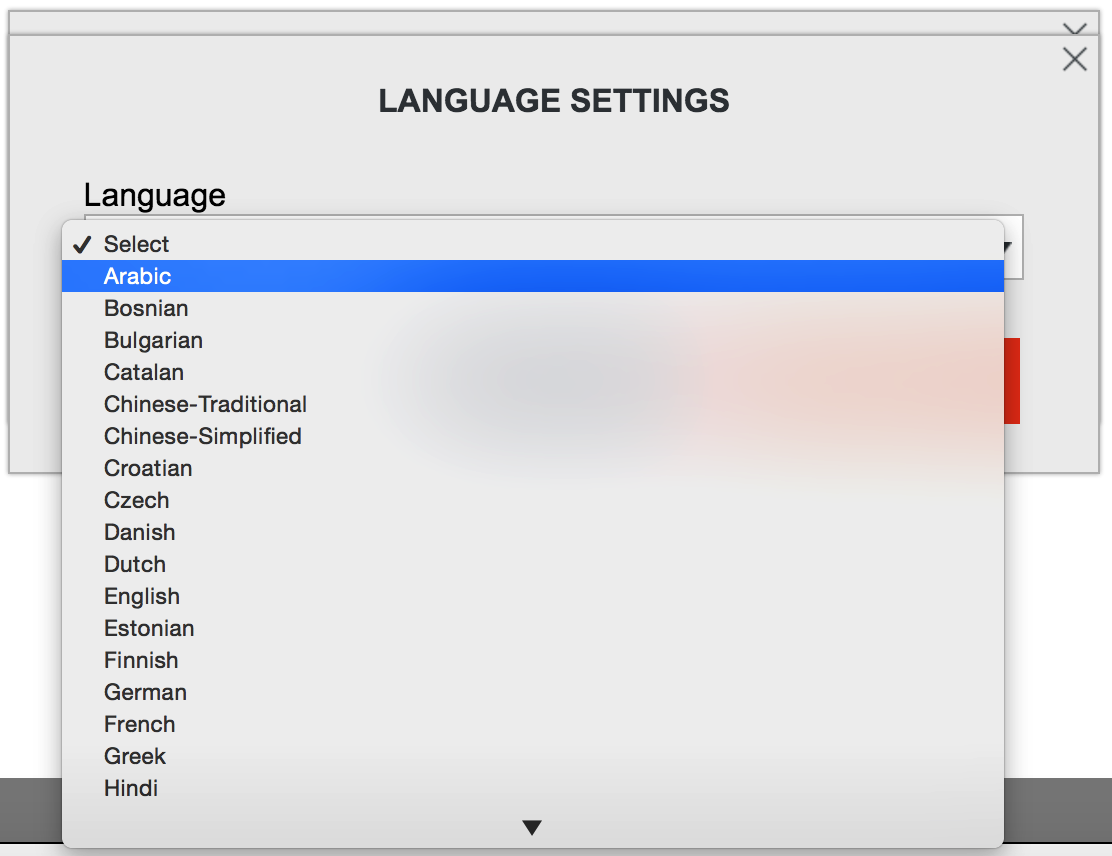 LANGUAGE SETTINGS
Language
Select
Arabic
Bosnian
Bulgarian
Catalan
Chinese-Traditional
Chinese-Simplified
Croatian
Czech
Danish
Dutch
English
Estonian
Finnish
German
French
Greek
Hindi